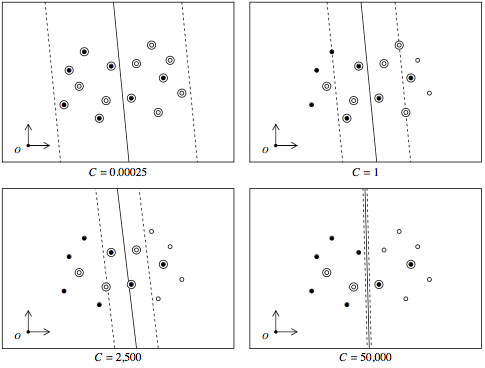 O
O
C = 0.00025
C = 1
O
O
C = 2,500
C = 50,000